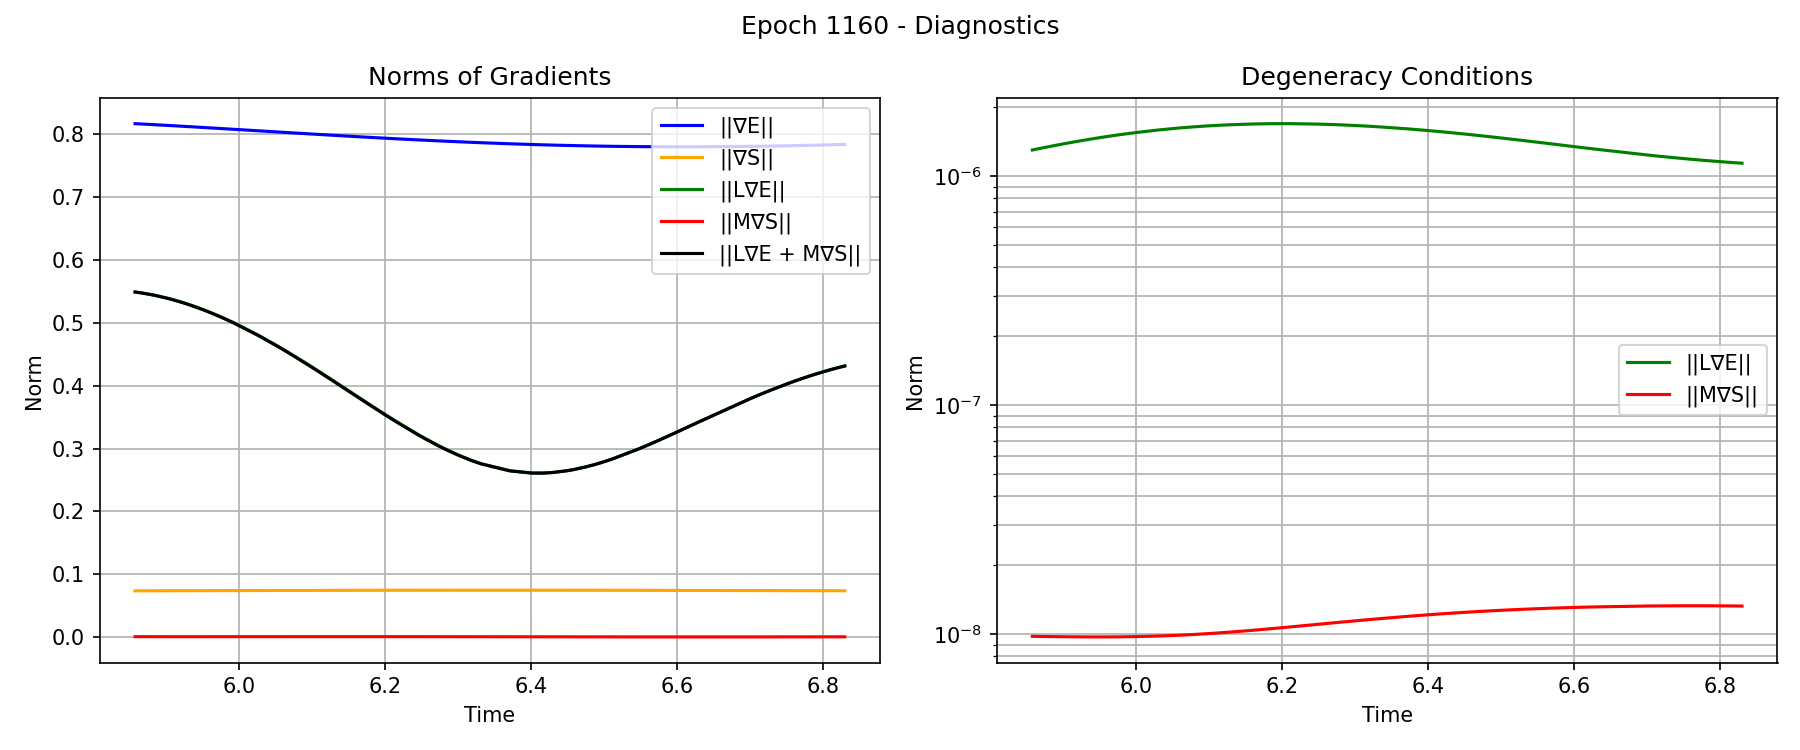 Epoch 1160 - Diagnostics
Norms of Gradients
Norm
0.8
0.7
0.6
0.5
0.4
0.3
0.2
0.1
0.0
||∇E||
||∇S||
||L∇E||
||M∇S||
||L∇E + M∇S||
6.0 6.2 6.4 6.6 6.8
Time
Degeneracy Conditions
Norm
10⁻⁶
10⁻⁷
10⁻⁸
||L∇E||
||M∇S||
6.0 6.2 6.4 6.6 6.8
Time